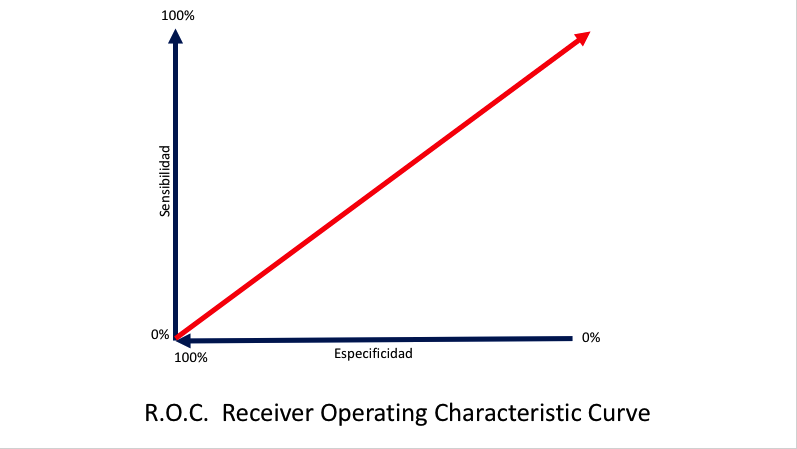 100%
Sensibilidad
0%
100%
Especificidad
0%
R.O.C.  Receiver Operating Characteristic Curve